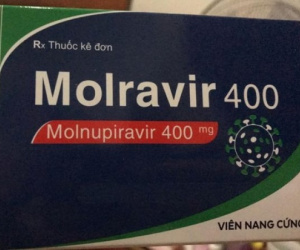 Rx Thuốc kê đơn
Molravir 400
Molnupiravir 400 mg
VIÊN NANG CỨNG